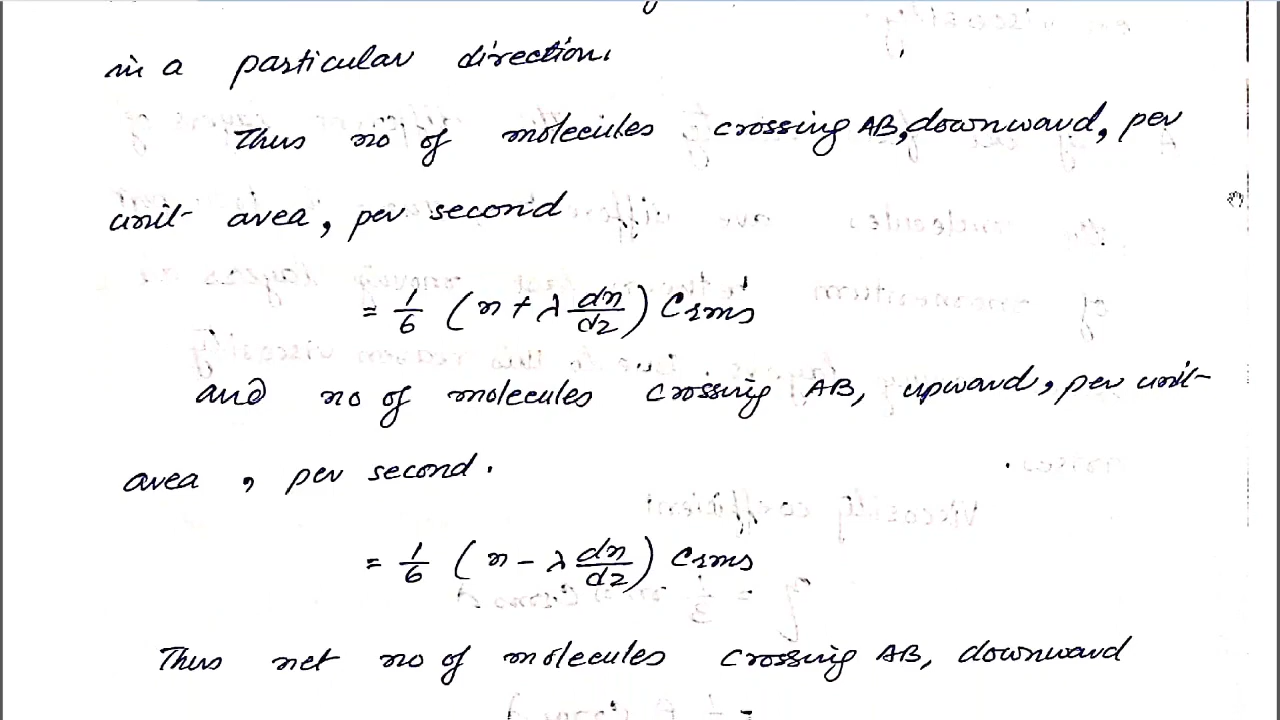 in a particular direction.
Thus no of molecules crossing AB, downward, per
unit area, per second
= 1/6 (n + λ dn/dz) Crms
and no of molecules crossing AB, upward, per unit
area, per second.
= 1/6 (n - λ dn/dz) Crms
Thus net no of molecules crossing AB, downward